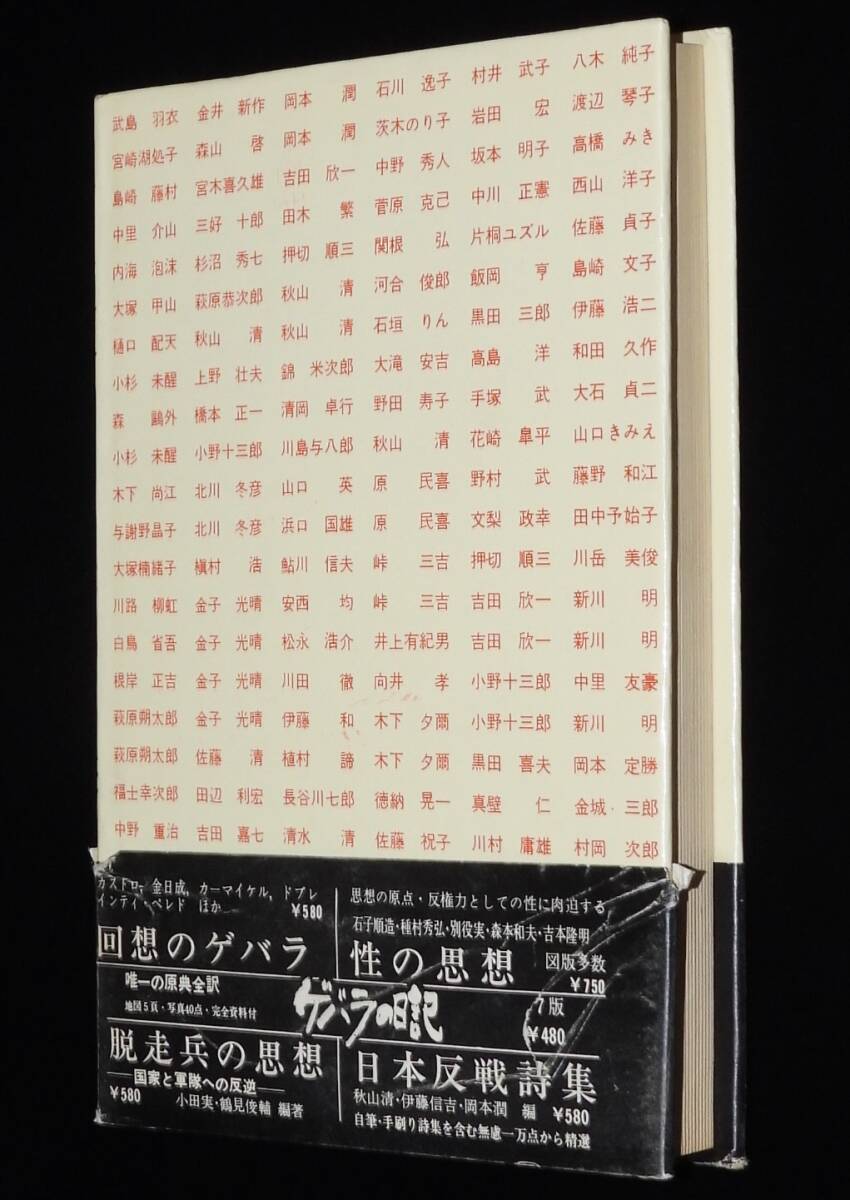 武島 羽衣 金井 新作 岡本 潤 石川 逸子 村井 武子 八木 純子
宮崎湖処子 森山 啓 岡本 潤 茨木のり子 岩田 宏 渡辺 琴子
島崎 藤村 宮木喜久雄 吉田 欣一 中野 秀人 坂本 明子 高橋 みき
中里 介山 三好 十郎 田木 繁 菅原 克己 中川 正憲 西山 洋子
内海 泡沫 杉沼 秀七 押切 順三 関根 弘 片桐ユズル 佐藤 貞子
大塚 甲山 萩原恭次郎 秋山 清 河合 俊郎 飯岡 亨 島崎 文子
樋口 配天 秋山 清 秋山 清 石垣 りん 黒田 三郎 伊藤 浩二
小杉 未醒 上野 壮夫 錦 米次郎 大滝 安吉 高島 洋 和田 久作
森 鷗外 橋本 正一 清岡 卓行 野田 寿子 手塚 武 大石 貞二
小杉 未醒 小野十三郎 川島与八郎 秋山 清 花崎 皐平 山口きみえ
木下 尚江 北川 冬彦 山口 英 原 民喜 野村 武 藤野 和江
与謝野晶子 北川 冬彦 浜口 国雄 原 民喜 文梨 政幸 田中予始子
大塚楠緒子 槇村 浩 鮎川 信夫 峠 三吉 押切 順三 川岳 美俊
川路 柳虹 金子 光晴 安西 均 峠 三吉 吉田 欣一 新川 明
白鳥 省吾 金子 光晴 松永 浩介 井上有紀男 吉田 欣一 新川 明
根岸 正吉 金子 光晴 川田 徹 向井 孝 小野十三郎 中里 友豪
萩原朔太郎 金子 光晴 伊藤 和 木下 夕爾 小野十三郎 新川 明
萩原朔太郎 佐藤 清 植村 諦 木下 夕爾 黒田 喜夫 岡本 定勝
福士幸次郎 田辺 利宏 長谷川七郎 徳納 晃一 真壁 仁 金城 三郎
中野 重治 吉田 嘉七 清水 清 佐藤 祝子 川村 庸雄 村岡 次郎
カストロ, 金日成, カーマイケル, ドブレ
インティ・ペレド ほか ¥580
回想のゲバラ
思想の原点・反権力としての性に肉迫する
石子順造・種村秀弘・別役実・森本和夫・吉本隆明
性の思想 図版多数
¥750
唯一の原典全訳
地図5頁・写真40点・完全資料付
ゲバラの日記
7版
¥480
脱走兵の思想
―国家と軍隊への反逆―
¥580
小田実・鶴見俊輔 編著
日本反戦詩集
秋山清・伊藤信吉・岡本潤 編 ¥580
自筆・手刷り詩集を含む無慮一万点から精選